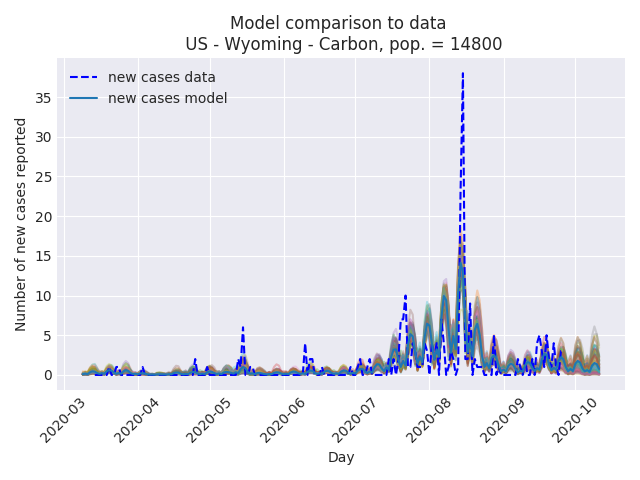 Model comparison to data
US - Wyoming - Carbon, pop. = 14800
new cases data
new cases model
Number of new cases reported
35
30
25
20
15
10
5
0
2020-03
2020-04
2020-05
2020-06
2020-07
2020-08
2020-09
2020-10
Day